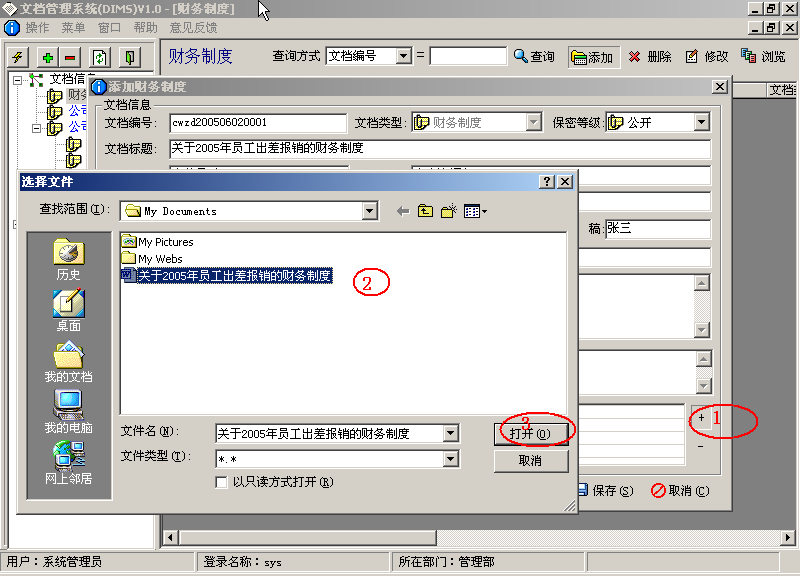 文档管理系统(DIMS)V1.0 - [财务制度]
操作 菜单 窗口 帮助 意见反馈
财务制度 查询方式 文档编号 = 查询 添加 删除 修改 浏览
文档信
财务
公司
公司
文档
添加财务制度
文档信息
文档编号: cwzd200506020001 文档类型: 财务制度 保密等级: 公开
文档标题: 关于2005年员工出差报销的财务制度
稿: 张三
选择文件
查找范围(I): My Documents
历史
桌面
我的文档
我的电脑
网上邻居
My Pictures
My Webs
关于2005年员工出差报销的财务制度
2
文件名(N): 关于2005年员工出差报销的财务制度 打开(O)
3
文件类型(T): *.* 取消
以只读方式打开(R)
+ 1
-
保存(S) 取消(C)
用户: 系统管理员 登录名称: sys 所在部门: 管理部